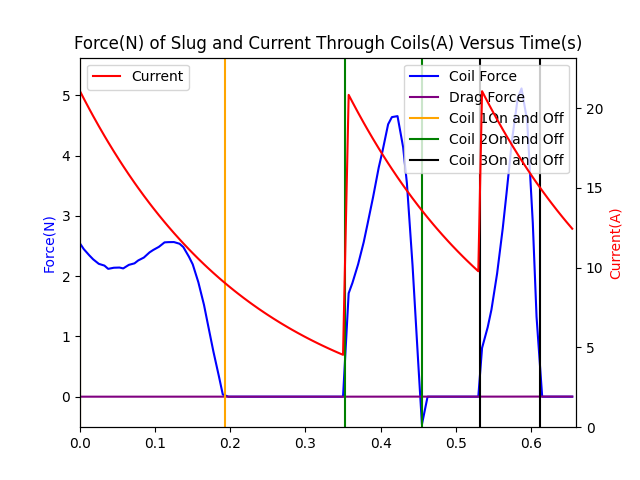 Force(N) of Slug and Current Through Coils(A) Versus Time(s)
Current
Coil Force
Drag Force
Coil 1On and Off
Coil 2On and Off
Coil 3On and Off
Force(N)
5
4
3
2
1
0
20
15
10
5
0
Current(A)
0.0 0.1 0.2 0.3 0.4 0.5 0.6